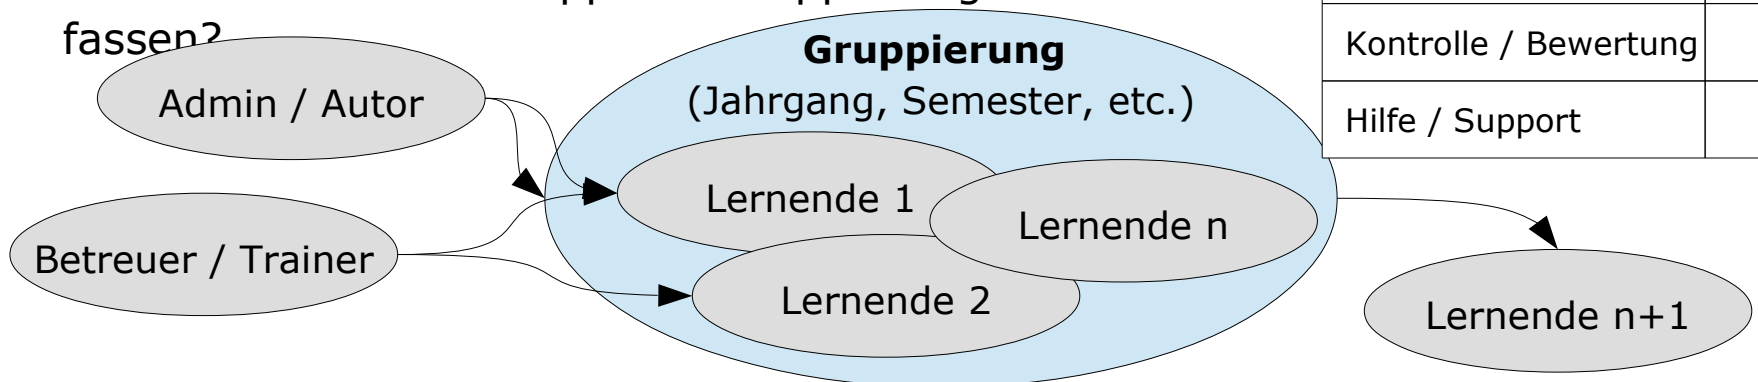 fassen?
Gruppierung
(Jahrgang, Semester, etc.)
Kontrolle / Bewertung
Hilfe / Support
Admin / Autor
Betreuer / Trainer
Lernende 1
Lernende n
Lernende 2
Lernende n+1